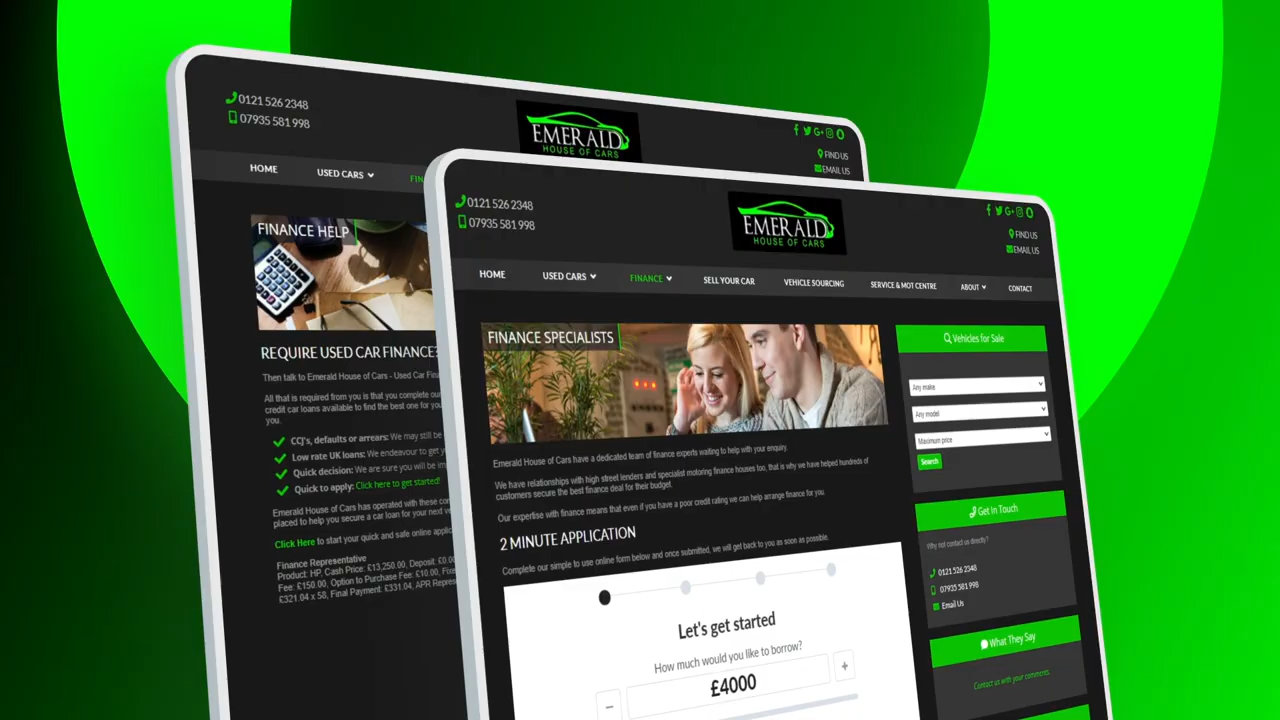 0121 526 2348
07935 581 998
EMERALD
HOUSE OF CARS
FIND US
EMAIL US
HOME
USED CARS
FIN
FINANCE HELP
REQUIRE USED CAR FINANCE?
Then talk to Emerald House of Cars - Used Car Fina
All that is required from you is that you complete our
credit car loans available to find the best one for you
you.
CCJ's, defaults or arrears: We may still be
Low rate UK loans: We endeavour to get y
Quick decision: We are sure you will be im
Quick to apply: Click here to get started!
Emerald House of Cars has operated with these con
placed to help you secure a car loan for your next ve
Click Here to start your quick and safe online applic
Finance Representative
Product: HP, Cash Price: £13,250.00, Deposit: £0.00
Fee: £150.00, Option to Purchase Fee: £10.00, Fixe
£321.04 x 58, Final Payment: £331.04, APR Repres
0121 526 2348
07935 581 998
EMERALD
HOUSE OF CARS
G+
FIND US
EMAIL US
HOME
USED CARS
FINANCE
SELL YOUR CAR
VEHICLE SOURCING
SERVICE & MOT CENTRE
ABOUT
CONTACT
FINANCE SPECIALISTS
Emerald House of Cars have a dedicated team of finance experts waiting to help with your enquiry.
We have relationships with high street lenders and specialist motoring finance houses too, that is why we have helped hundreds of
customers secure the best finance deal for their budget.
Our expertise with finance means that even if you have a poor credit rating we can help arrange finance for you.
2 MINUTE APPLICATION
Complete our simple to use online form below and once submitted, we will get back to you as soon as possible.
Let's get started
How much would you like to borrow?
− £4000 +
Vehicles for Sale
Any make
Any model
Maximum price
Search
Get In Touch
Why not contact us directly?
0121 526 2348
07935 581 998
Email Us
What They Say
Contact us with your comments.